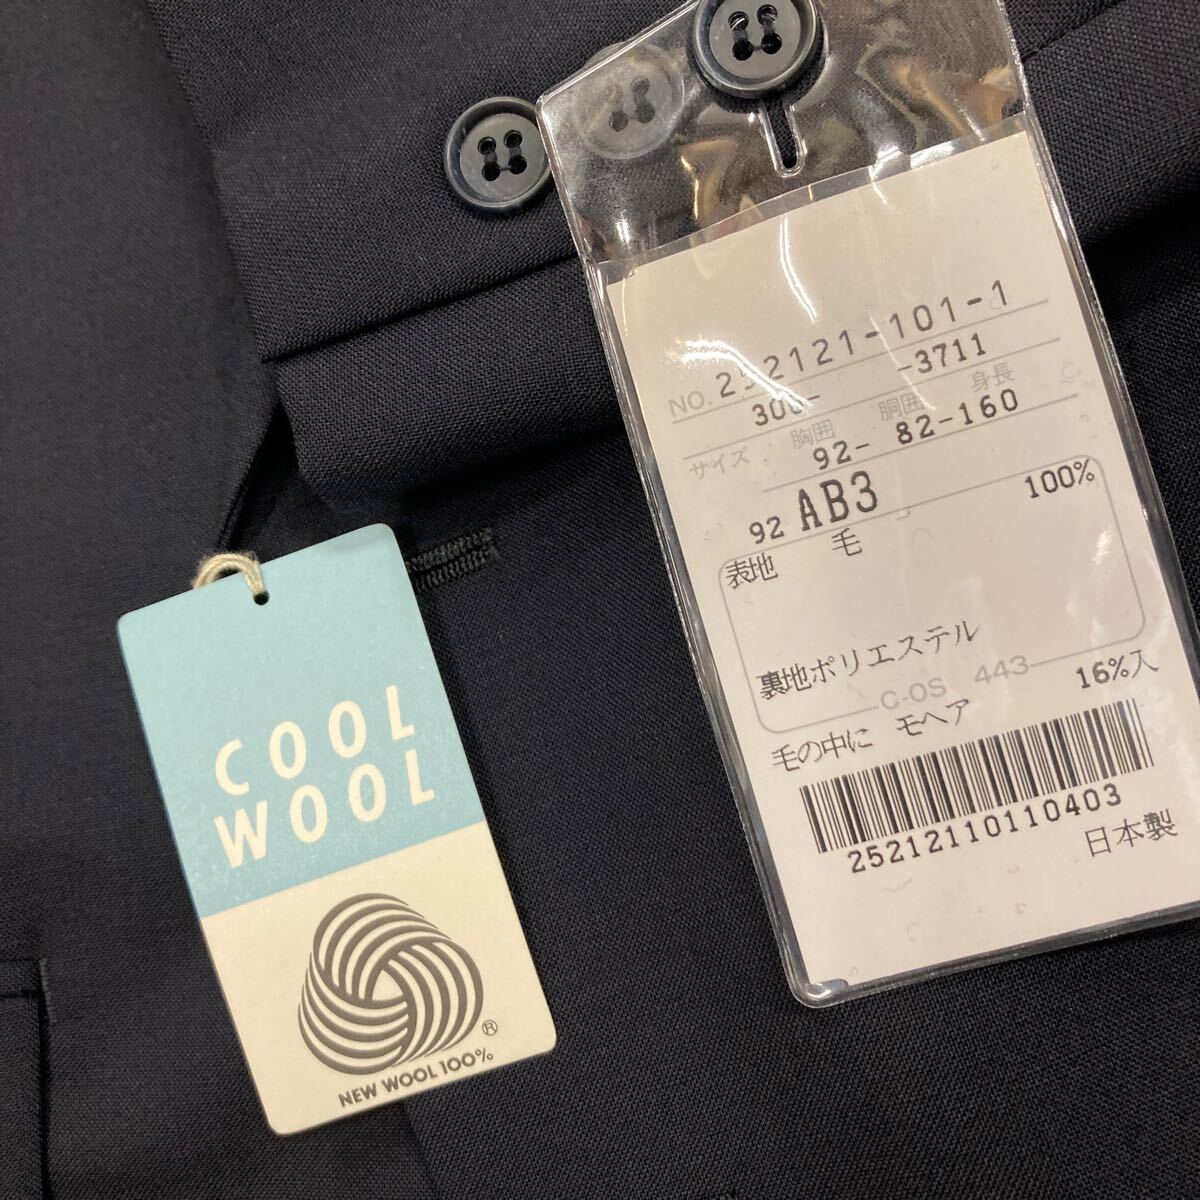 COOL
WOOL
®
NEW WOOL 100%
NO. 252121-101-1
300- -3711
サイズ 胸囲 胴囲 身長
92- 82-160
92 AB3
表地 毛 100%
裏地ポリエステル
C-OS 443
毛の中に モヘア 16%入
25212110110403
日本製